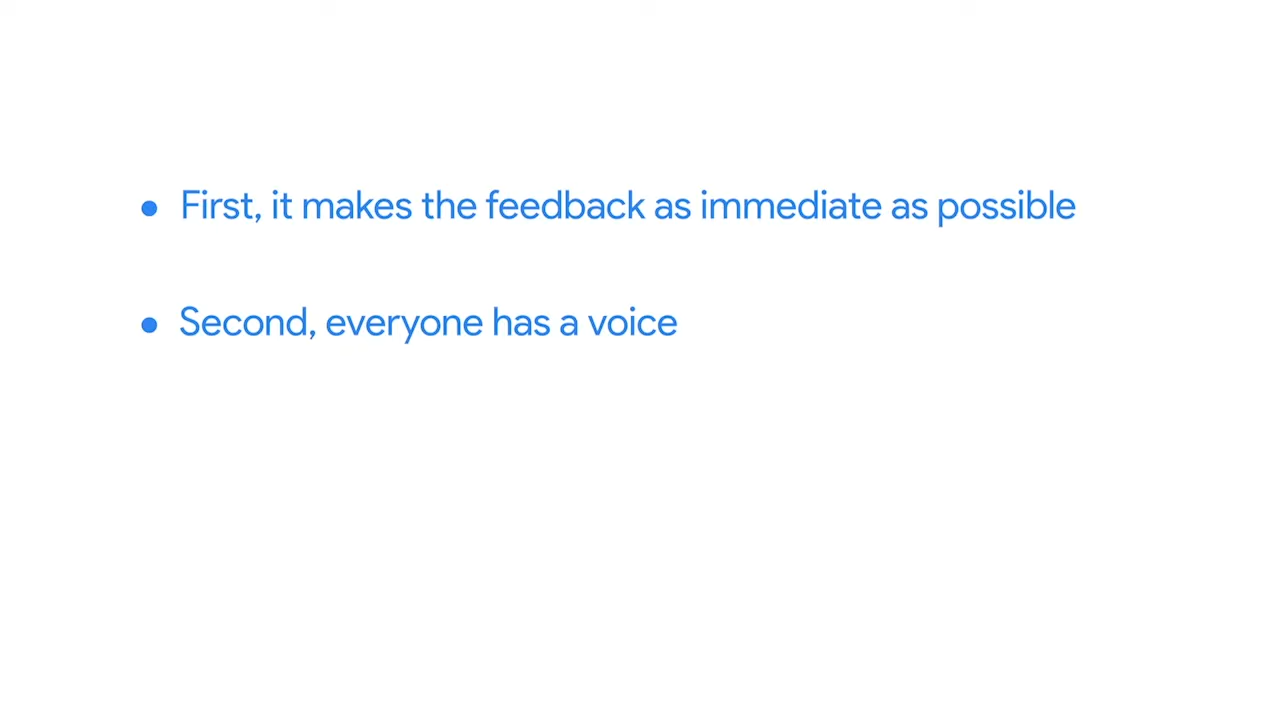 • First, it makes the feedback as immediate as possible
• Second, everyone has a voice